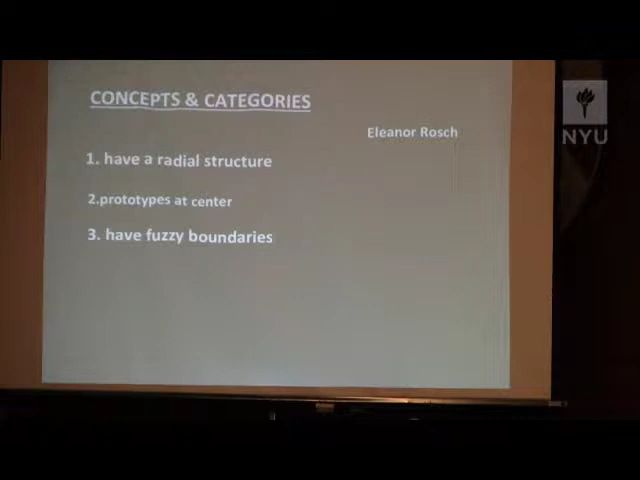 CONCEPTS & CATEGORIES
Eleanor Rosch
1. have a radial structure
2.prototypes at center
3. have fuzzy boundaries
NYU